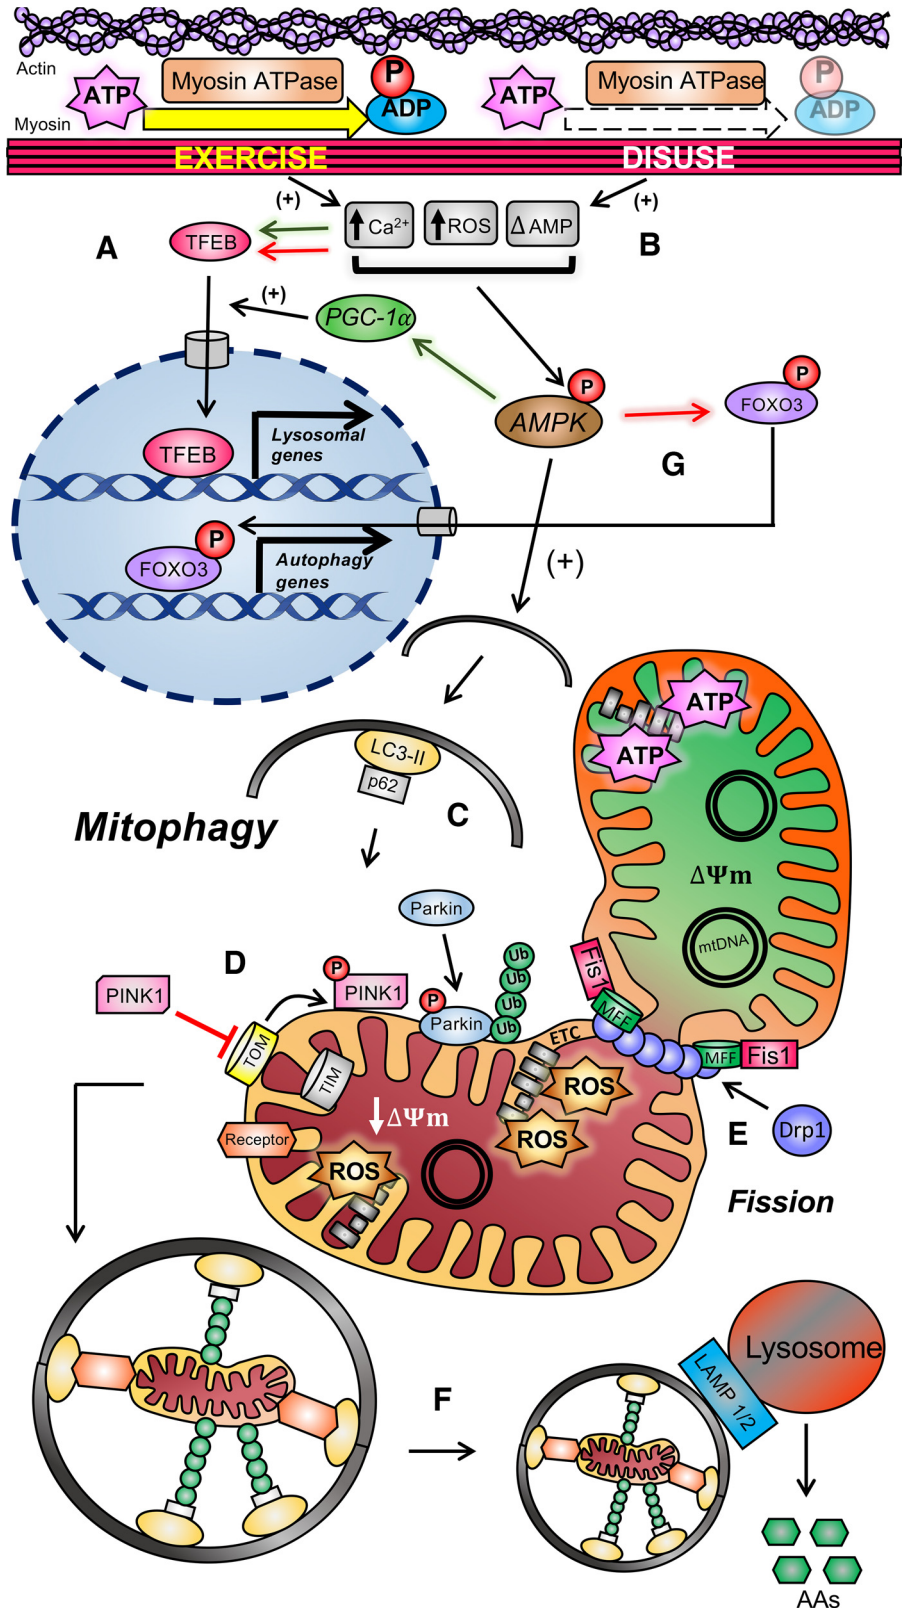 Actin
ATP
Myosin ATPase
P
ADP
ATP
Myosin ATPase
P
ADP
Myosin
EXERCISE
DISUSE
(+)
(+)
Ca²⁺
ROS
Δ AMP
A
B
TFEB
(+)
PGC-1α
P
AMPK
P
FOXO3
G
TFEB
Lysosomal
genes
P
FOXO3
Autophagy
genes
(+)
ATP
ATP
LC3-II
p62
C
Mitophagy
ΔΨm
mtDNA
Parkin
D
P
PINK1
PINK1
P
Parkin
Ub
Ub
Ub
Ub
Fis1
MFF
MFF
Fis1
TOM
TIM
ETC
ROS
ROS
ROS
ΔΨm
Receptor
E
Drp1
Fission
F
LAMP 1/2
Lysosome
AAs